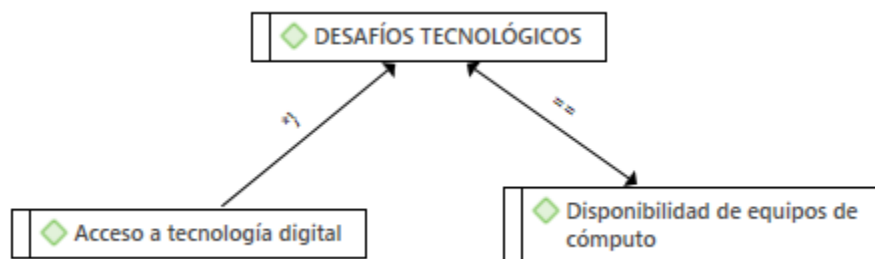 DESAFÍOS TECNOLÓGICOS
*}
==
Acceso a tecnología digital
Disponibilidad de equipos de
cómputo